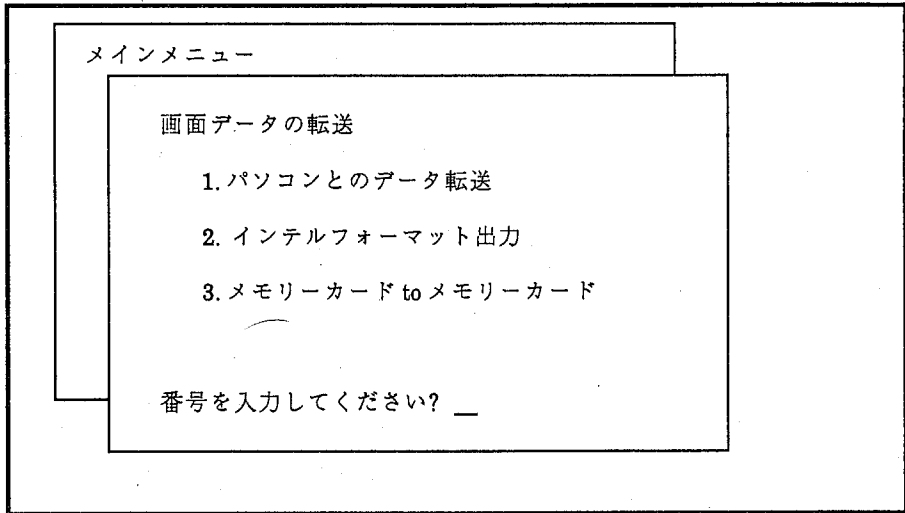 メインメニュー
画面データの転送
1. パソコンとのデータ転送
2. インテルフォーマット出力
3. メモリーカード to メモリーカード
番号を入力してください? __